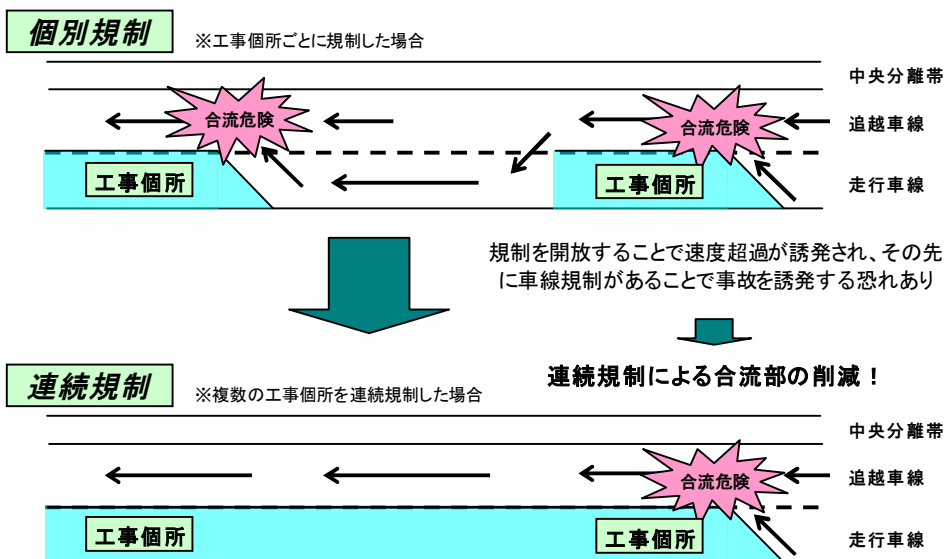 個別規制
※工事個所ごとに規制した場合
中央分離帯
合流危険
合流危険
追越車線
工事個所
工事個所
走行車線
規制を開放することで速度超過が誘発され、その先
に車線規制があることで事故を誘発する恐れあり
連続規制による合流部の削減!
連続規制
※複数の工事個所を連続規制した場合
中央分離帯
合流危険
追越車線
工事個所
工事個所
走行車線